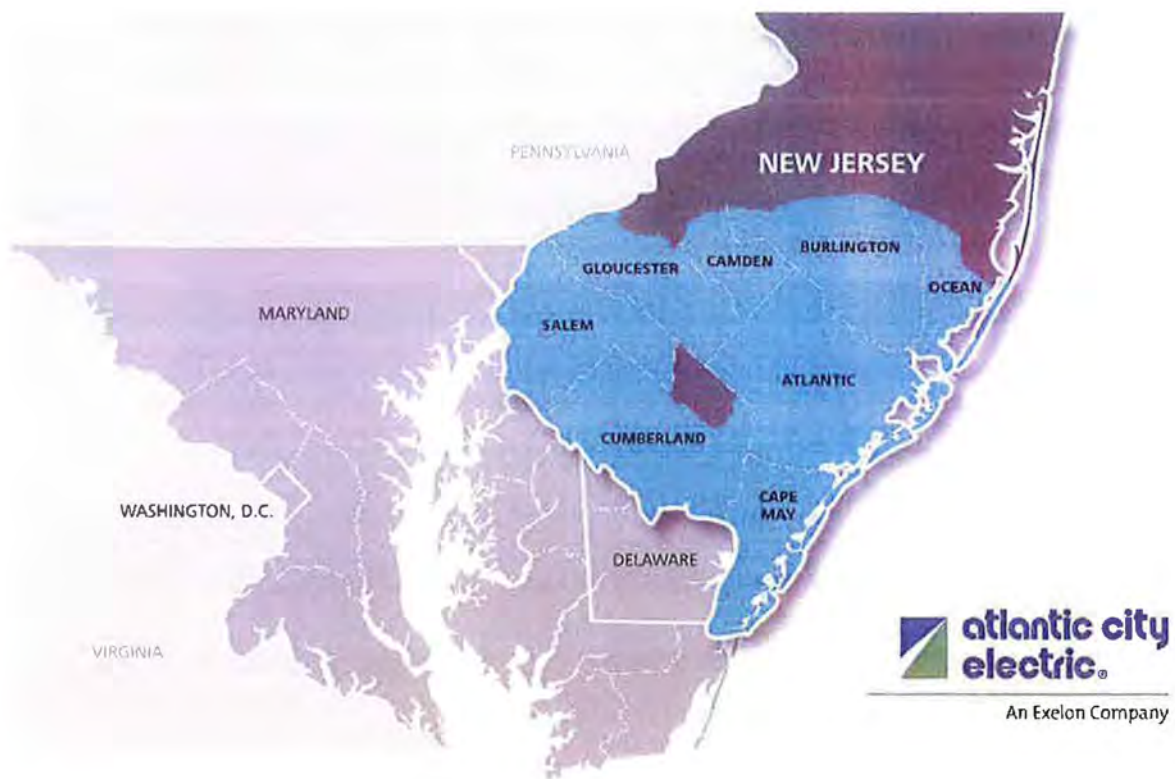 PENNSYLVANIA
NEW JERSEY
BURLINGTON
CAMDEN
GLOUCESTER
OCEAN
MARYLAND
SALEM
ATLANTIC
CUMBERLAND
CAPE
MAY
WASHINGTON, D.C.
DELAWARE
VIRGINIA
atlantic city
electric®
An Exelon Company